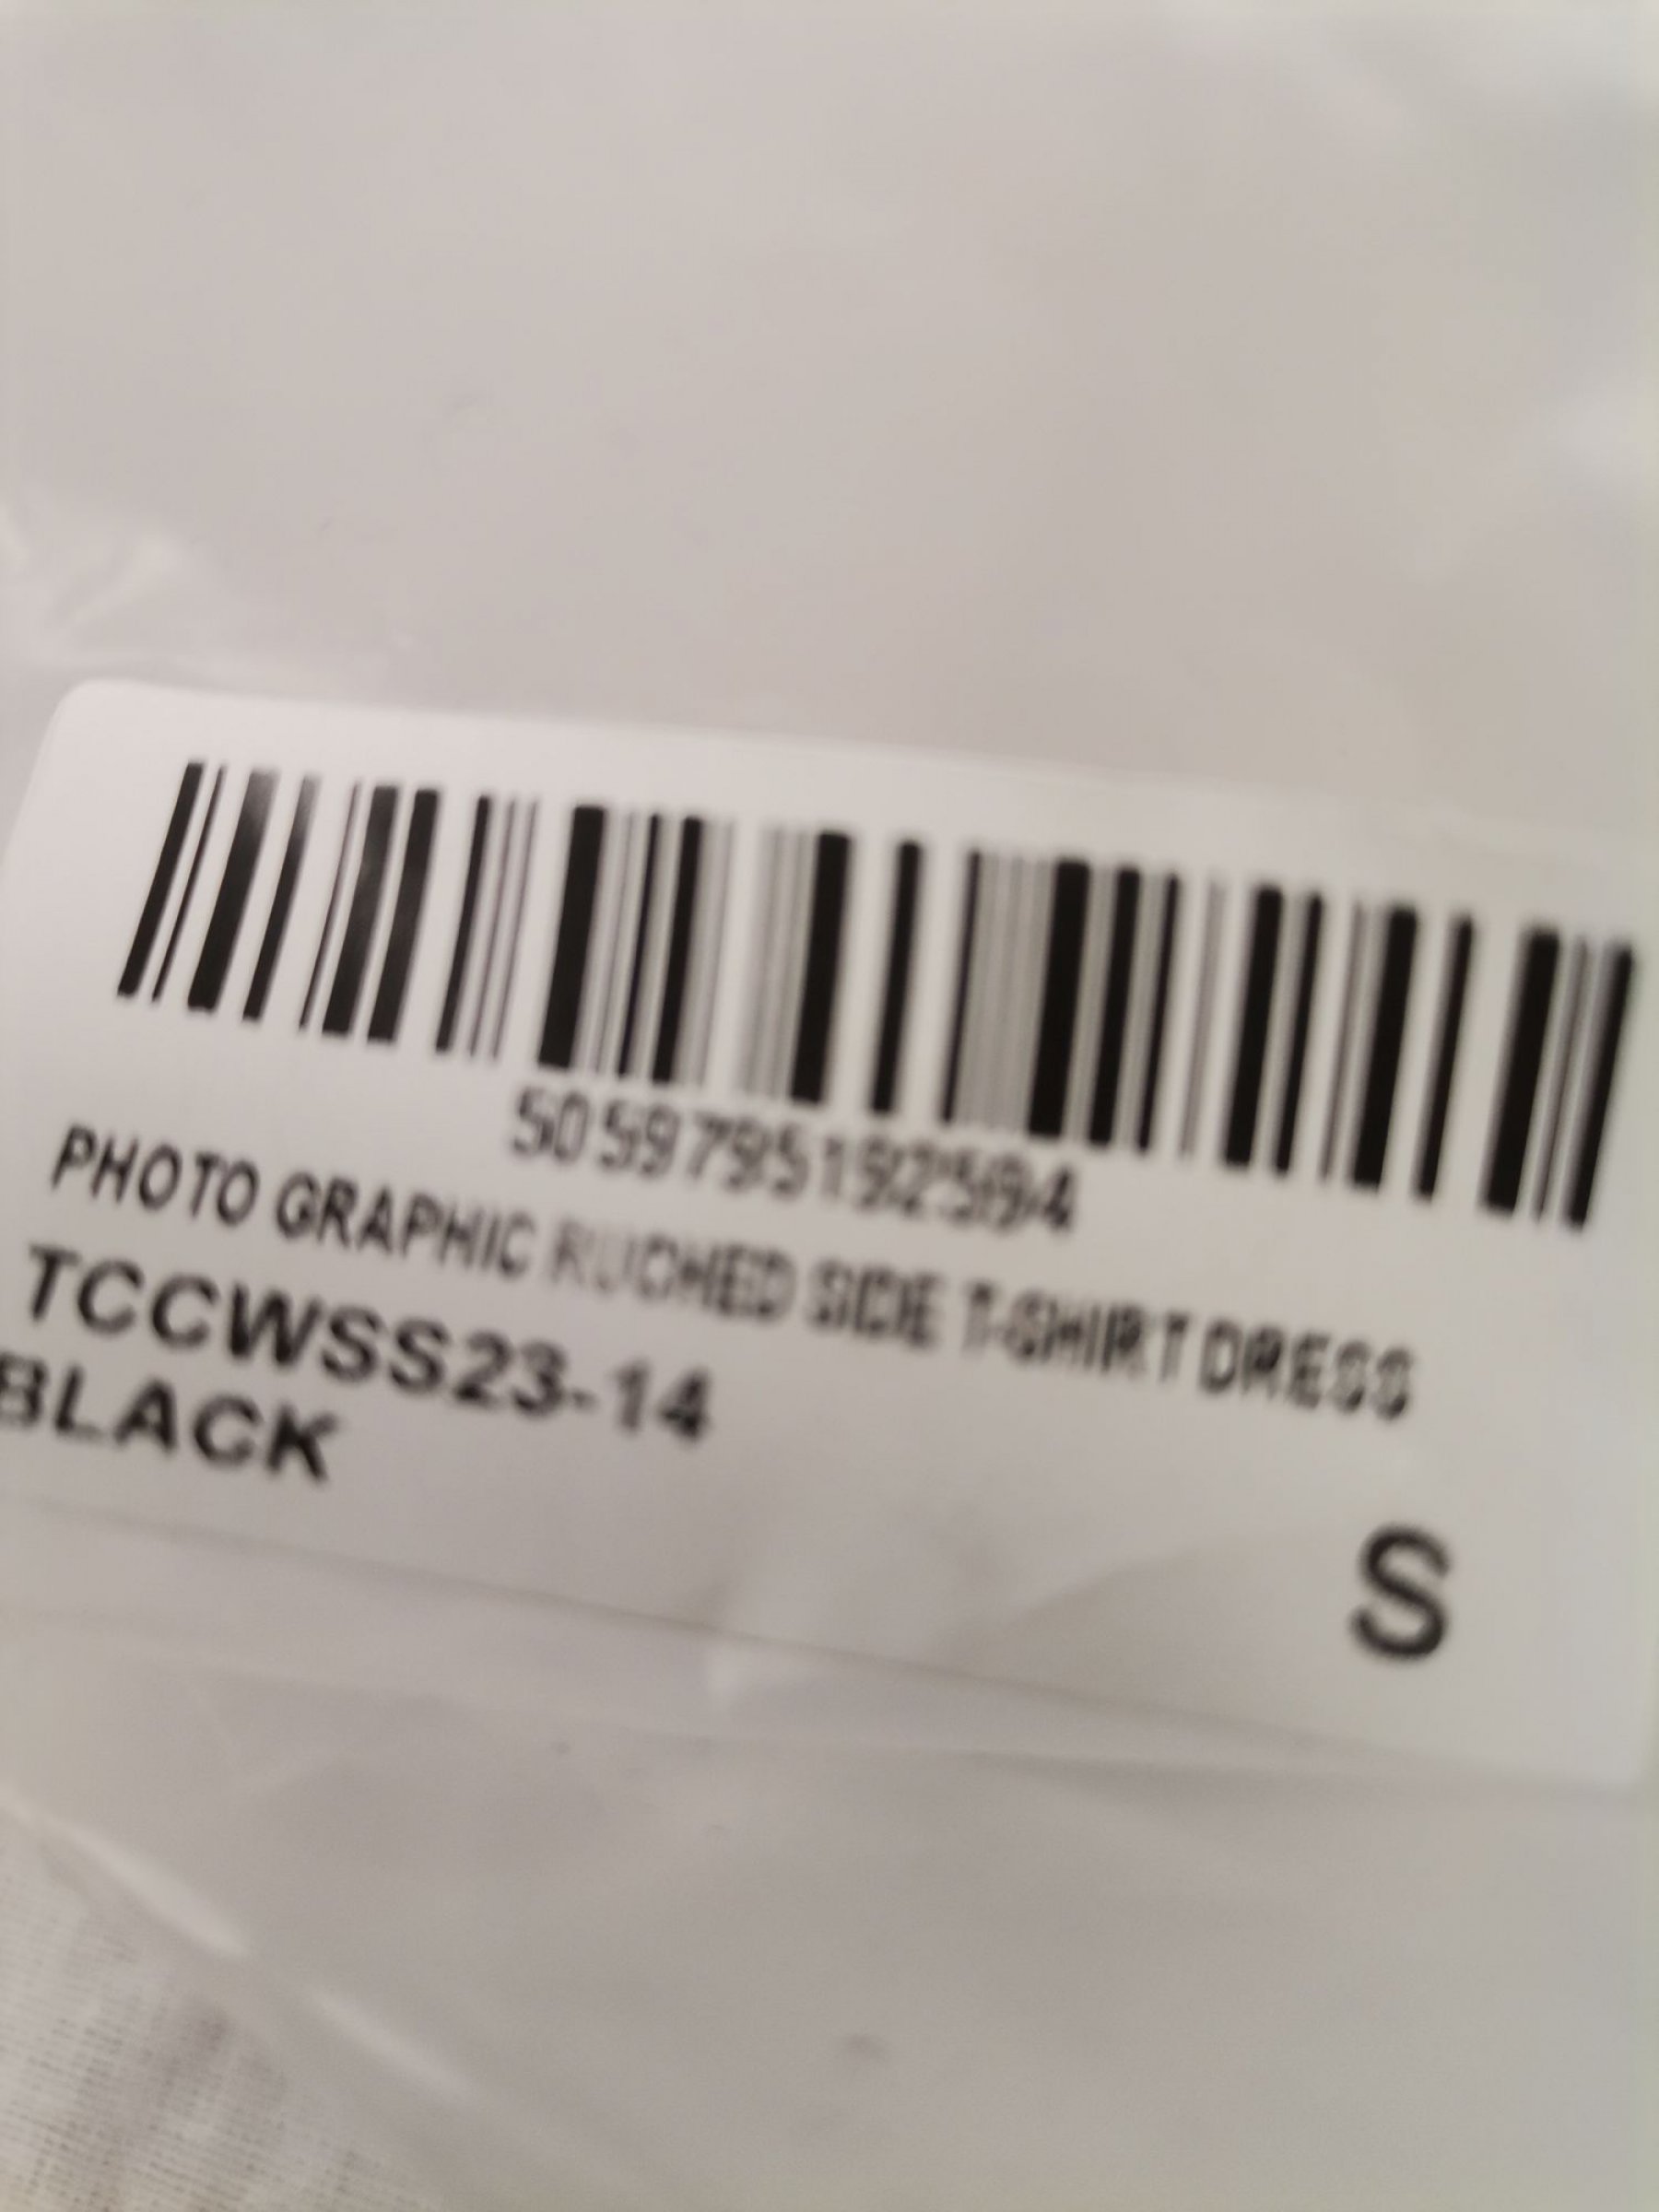 5059795192594
PHOTO GRAPHIC RUCHED SIDE T-SHIRT DRESS
TCCWSS23-14
BLACK
S